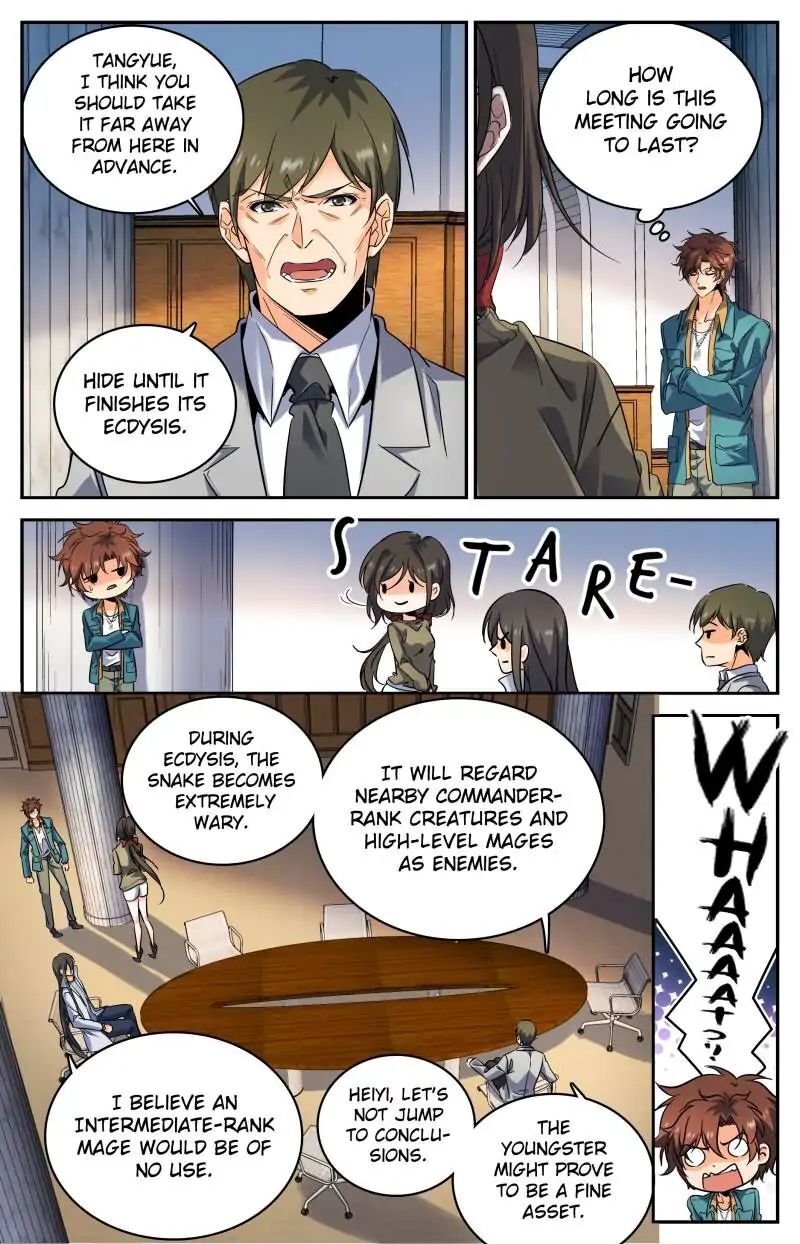 TANGYUE,
I THINK YOU
SHOULD TAKE
IT FAR AWAY
FROM HERE IN
ADVANCE.
HIDE UNTIL IT
FINISHES ITS
ECDYSIS.
HOW
LONG IS THIS
MEETING GOING
TO LAST?
STARE-
DURING
ECDYSIS, THE
SNAKE BECOMES
EXTREMELY
WARY.
IT WILL REGARD
NEARBY COMMANDER-
RANK CREATURES AND
HIGH-LEVEL MAGES
AS ENEMIES.
I BELIEVE AN
INTERMEDIATE-RANK
MAGE WOULD BE OF
NO USE.
HEIYI, LET'S
NOT JUMP
TO CONCLU-
SIONS.
THE
YOUNGSTER
MIGHT PROVE
TO BE A FINE
ASSET.
WHAAAAT?!